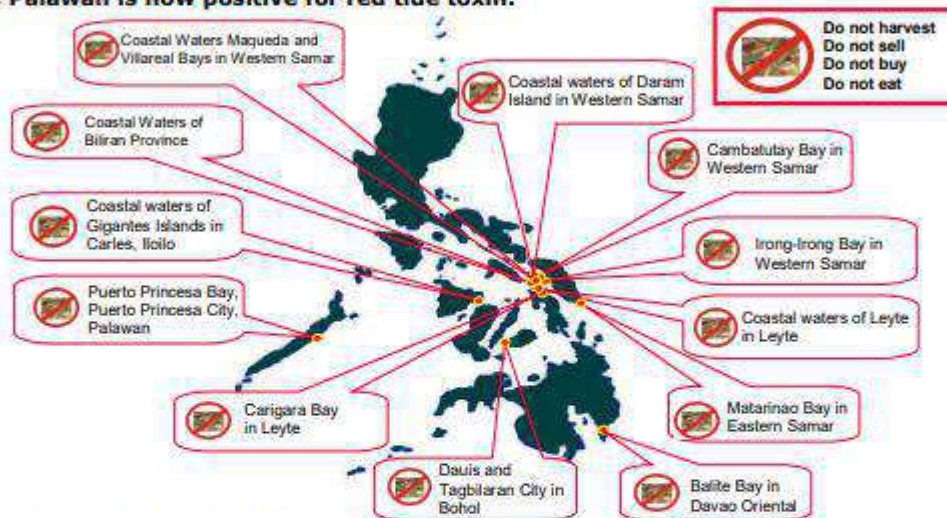 Palawan is now positive for red tide toxin.
Do not harvest
Do not sell
Do not buy
Do not eat
Coastal Waters Maqueda and
Villareal Bays in Western Samar
Coastal waters of Daram
Island in Western Samar
Coastal Waters of
Biliran Province
Cambatutay Bay in
Western Samar
Coastal waters of
Gigantes Islands in
Carles, Iloilo
Irong-Irong Bay in
Western Samar
Puerto Princesa Bay,
Puerto Princesa City,
Palawan
Coastal waters of Leyte
in Leyte
Carigara Bay
in Leyte
Matarinao Bay in
Eastern Samar
Dauis and
Tagbilaran City in
Bohol
Balite Bay in
Davao Oriental